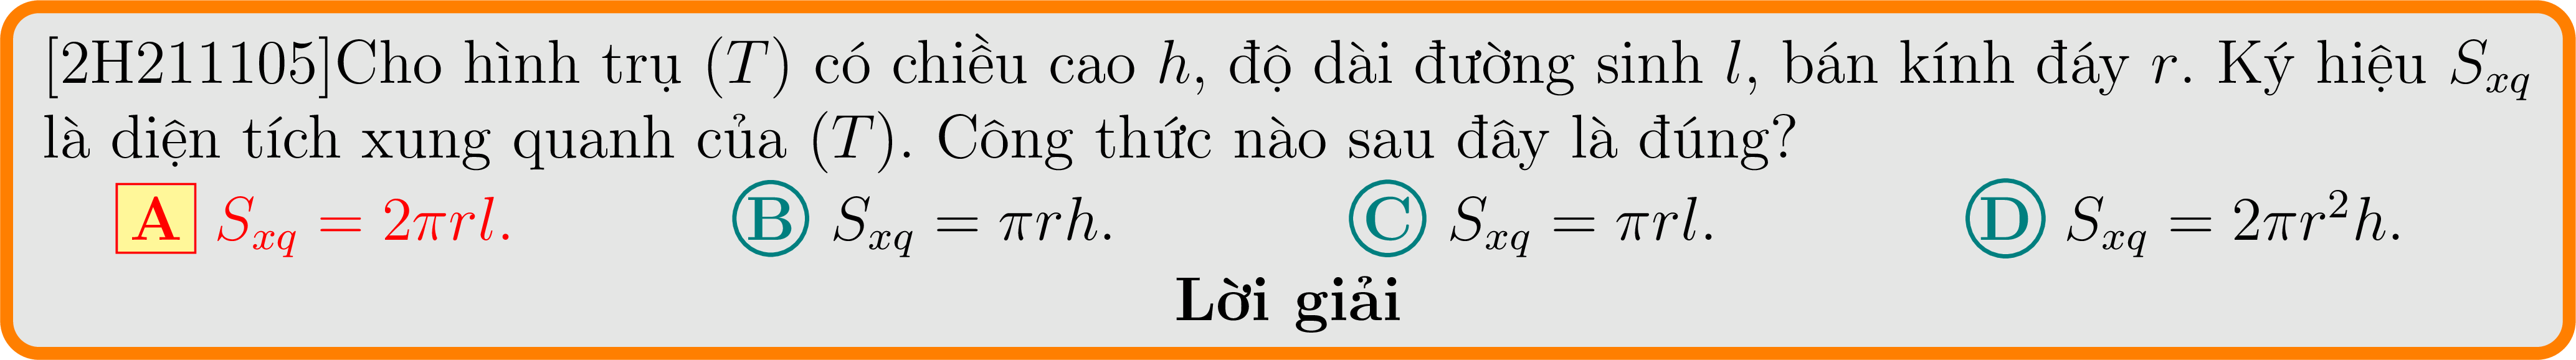 [2H211105]Cho hình trụ (T) có chiều cao h, độ dài đường sinh l, bán kính đáy r. Ký hiệu S_{xq}
là diện tích xung quanh của (T). Công thức nào sau đây là đúng?
A S_{xq} = 2πrl. B S_{xq} = πrh. C S_{xq} = πrl. D S_{xq} = 2πr²h.
Lời giải